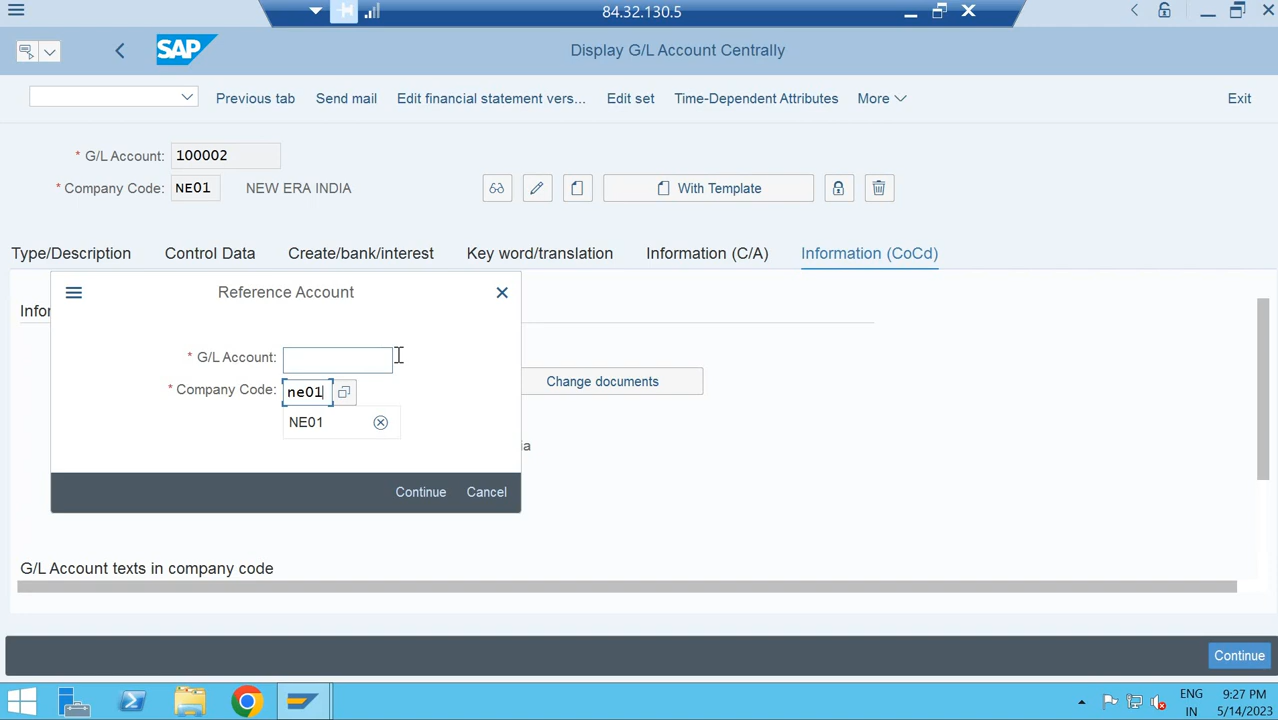 84.32.130.5
SAP
Display G/L Account Centrally
Previous tab Send mail Edit financial statement vers... Edit set Time-Dependent Attributes More Exit
* G/L Account: 100002
* Company Code: NE01 NEW ERA INDIA
With Template
Type/Description Control Data Create/bank/interest Key word/translation Information (C/A) Information (CoCd)
Reference Account
Infor
* G/L Account:
Change documents
* Company Code: ne01
NE01
ia
Continue Cancel
G/L Account texts in company code
Continue
ENG 9:27 PM
IN 5/14/2023